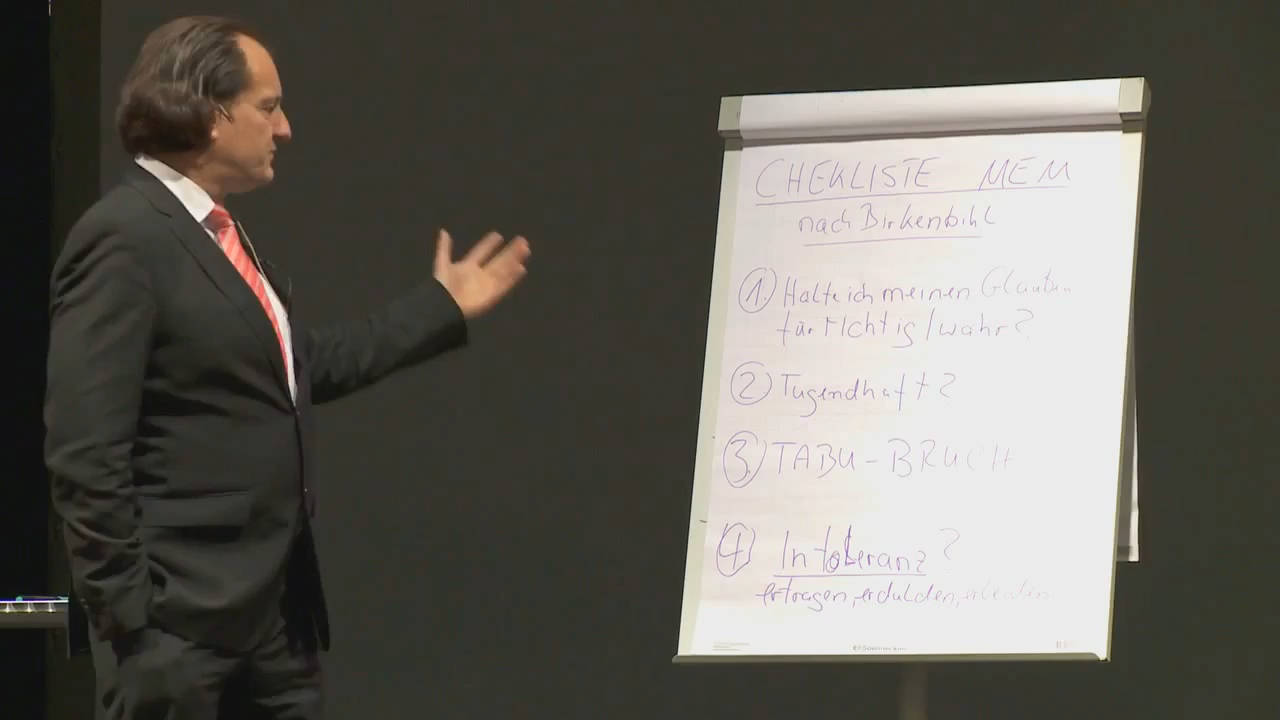 CHEKLISTE MEM
nach Birkenbihl
1. Halte ich meinen Glauben
für richtig/wahr?
2 Tugendhaft?
3. TABU-BRUCH
4 Intoleranz?
ertragen, erdulden, erleiden